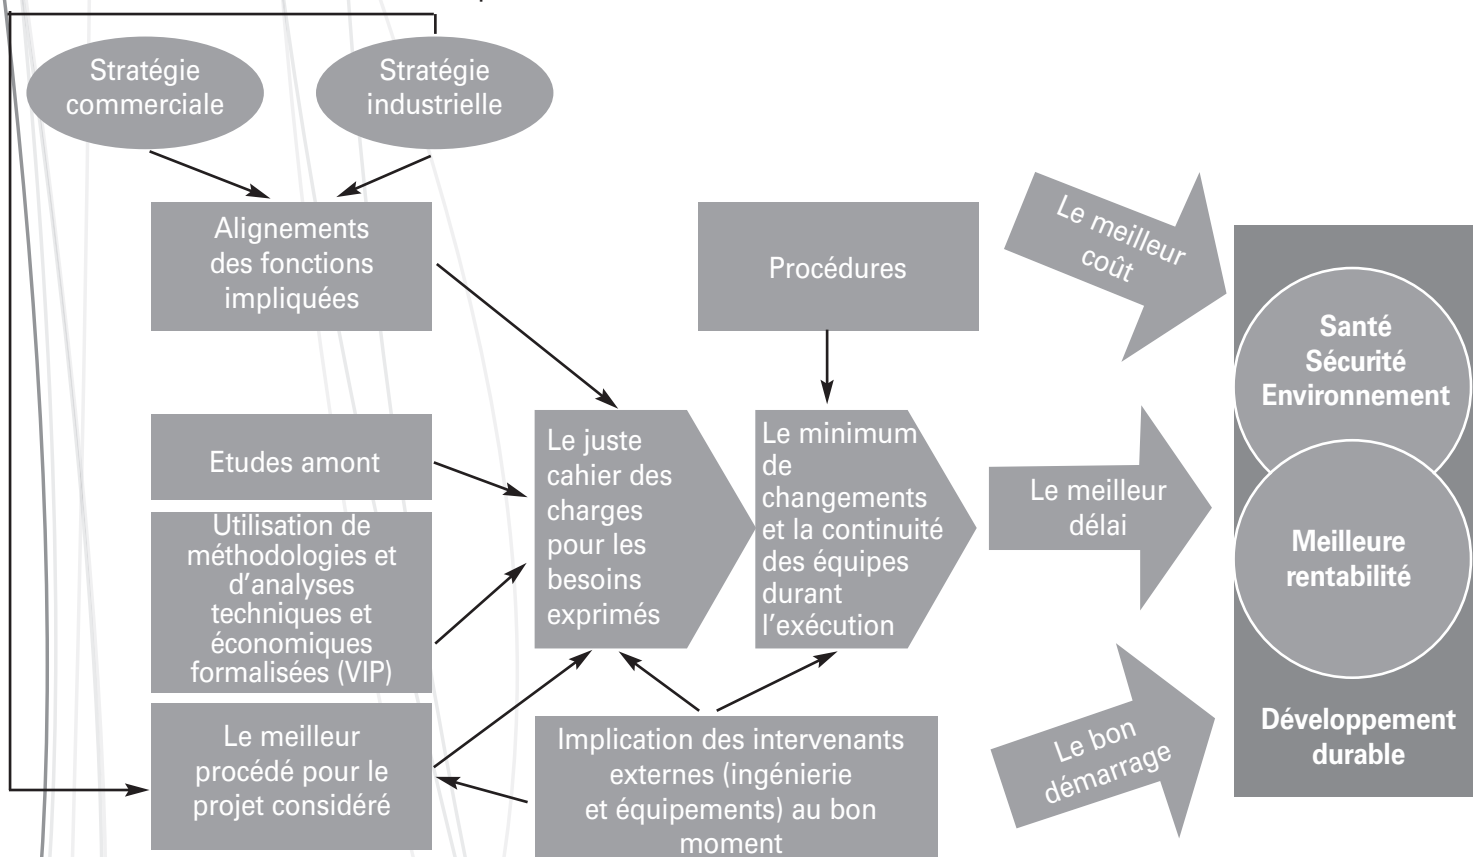 Stratégie
commerciale
Stratégie
industrielle
Alignements
des fonctions
impliquées
Procédures
Le meilleur
coût
Santé
Sécurité
Environnement
Etudes amont
Le juste
cahier des
charges
pour les
besoins
exprimés
Le minimum
de
changements
et la continuité
des équipes
durant
l'exécution
Le meilleur
délai
Meilleure
rentabilité
Utilisation de
méthodologies et
d'analyses
techniques et
économiques
formalisées (VIP)
Le meilleur
procédé pour le
projet considéré
Implication des intervenants
externes (ingénierie
et équipements) au bon
moment
Le bon
démarrage
Développement
durable